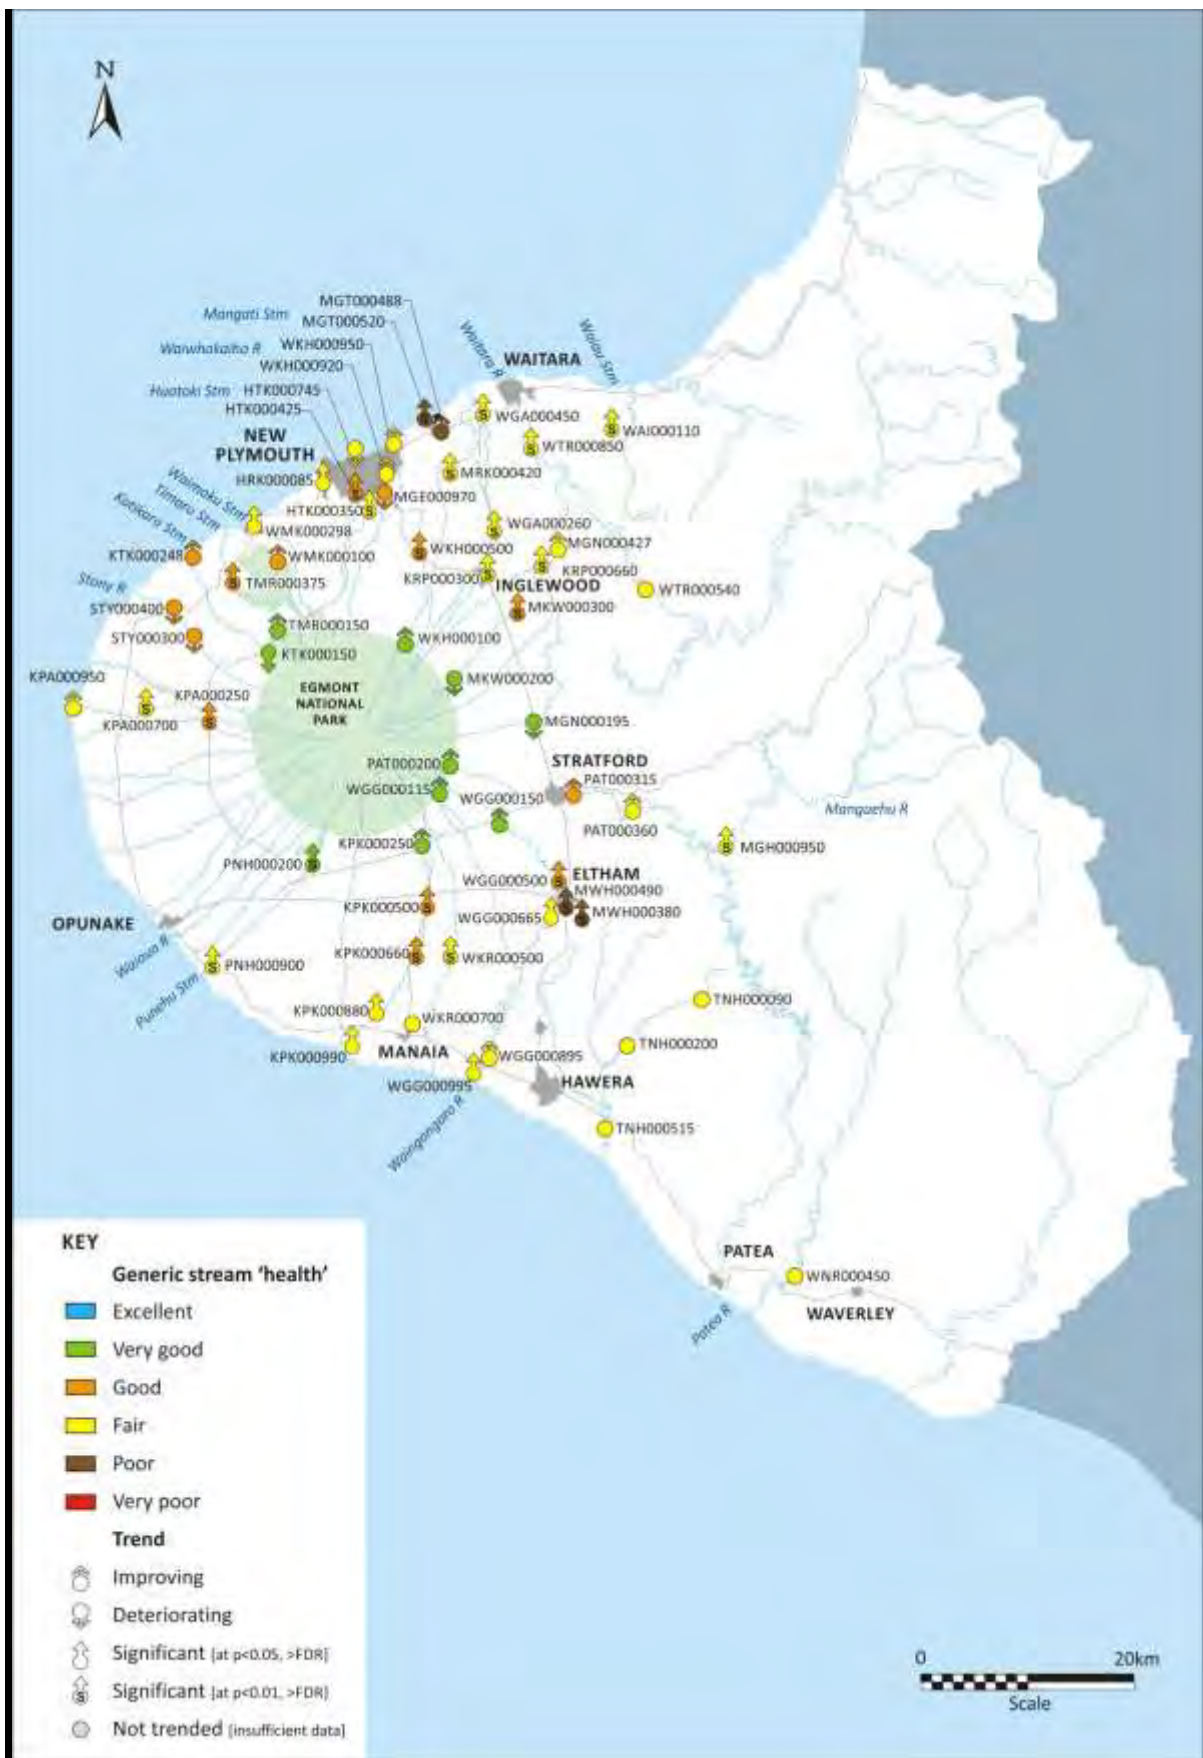 N
MGT000488
Mangati Stm
MGT000520
Waiwhakaiho R
WKH000950
WKH000920
Huatoki Stm
HTK000745
HTK000425
Waitara R
WAITARA
Waiau Stm
NEW
PLYMOUTH
WGA000450
WAI000110
WTR000850
HRK000085
MRK000420
MGE000970
HTK000350
Waimoku Stm
Timaru Stm
Katikara Stm
WMK000298
WGA000260
MGN000427
WKH000500
KTK000248
WMK000100
KRP000300
KRP000660
INGLEWOOD
TMR000375
WTR000540
Stony R
STY000400
MKW000300
TMR000150
STY000300
WKH000100
KTK000150
KPA000950
MKW000200
EGMONT
NATIONAL
PARK
KPA000250
KPA000700
MGN000195
PAT000200
STRATFORD
PAT000315
WGG000115
WGG000150
Mangaehu R
PAT000360
KPK000250
MGH000950
PNH000200
WGG000500
ELTHAM
MWH000490
KPK000500
WGG000665
MWH000380
OPUNAKE
Waiaua R
KPK000660
WKR000500
PNH000900
Punehu Stm
TNH000090
KPK000880
WKR000700
TNH000200
KPK000990
MANAIA
WGG000895
WGG000995
HAWERA
Waingongoro R
TNH000515
PATEA
WNR000450
WAVERLEY
Patea R
KEY
Generic stream 'health'
Excellent
Very good
Good
Fair
Poor
Very poor
Trend
Improving
Deteriorating
Significant [at p<0.05, >FDR]
S Significant [at p<0.01, >FDR]
Not trended [insufficient data]
0 20km
Scale